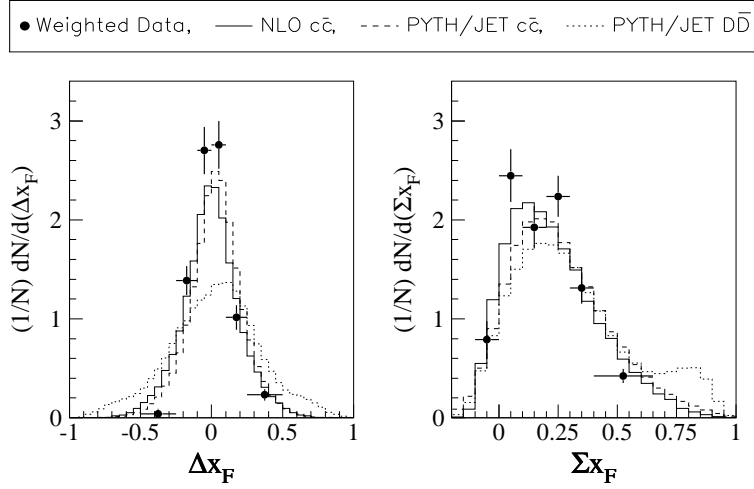 Weighted Data, NLO cc̄, PYTH/JET cc̄, PYTH/JET DD̄
(1/N) dN/d(Δx_F)
3
2
1
0
-1 -0.5 0 0.5 1
Δx_F
(1/N) dN/d(Σx_F)
3
2
1
0
0 0.25 0.5 0.75 1
Σx_F